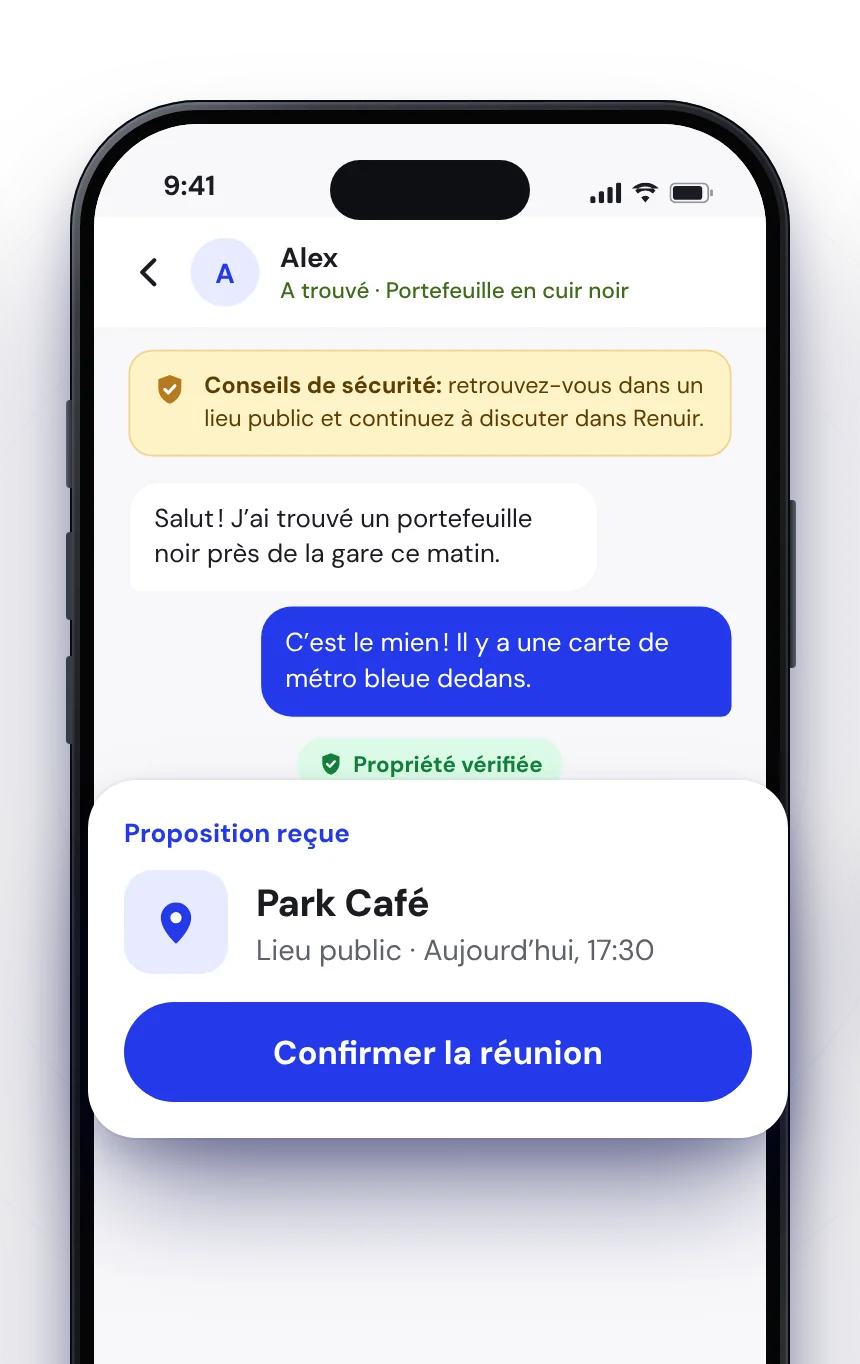 9:41
A
Alex
A trouvé · Portefeuille en cuir noir
Conseils de sécurité: retrouvez-vous dans un
lieu public et continuez à discuter dans Renuir.
Salut ! J’ai trouvé un portefeuille
noir près de la gare ce matin.
C’est le mien ! Il y a une carte de
métro bleue dedans.
Propriété vérifiée
Proposition reçue
Park Café
Lieu public · Aujourd’hui, 17:30
Confirmer la réunion